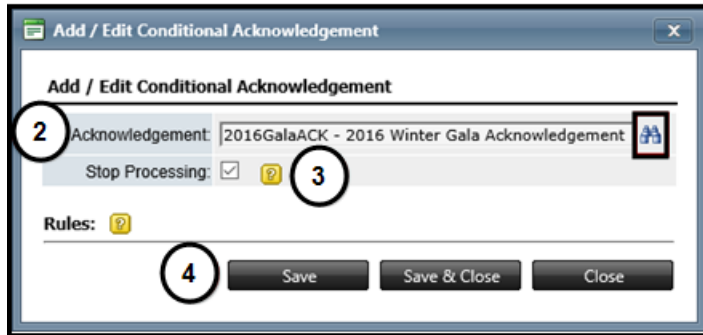 Add / Edit Conditional Acknowledgement x
Add / Edit Conditional Acknowledgement
2 Acknowledgement: 2016GalaACK - 2016 Winter Gala Acknowledgement
Stop Processing: ? 3
Rules: ?
4 Save Save & Close Close